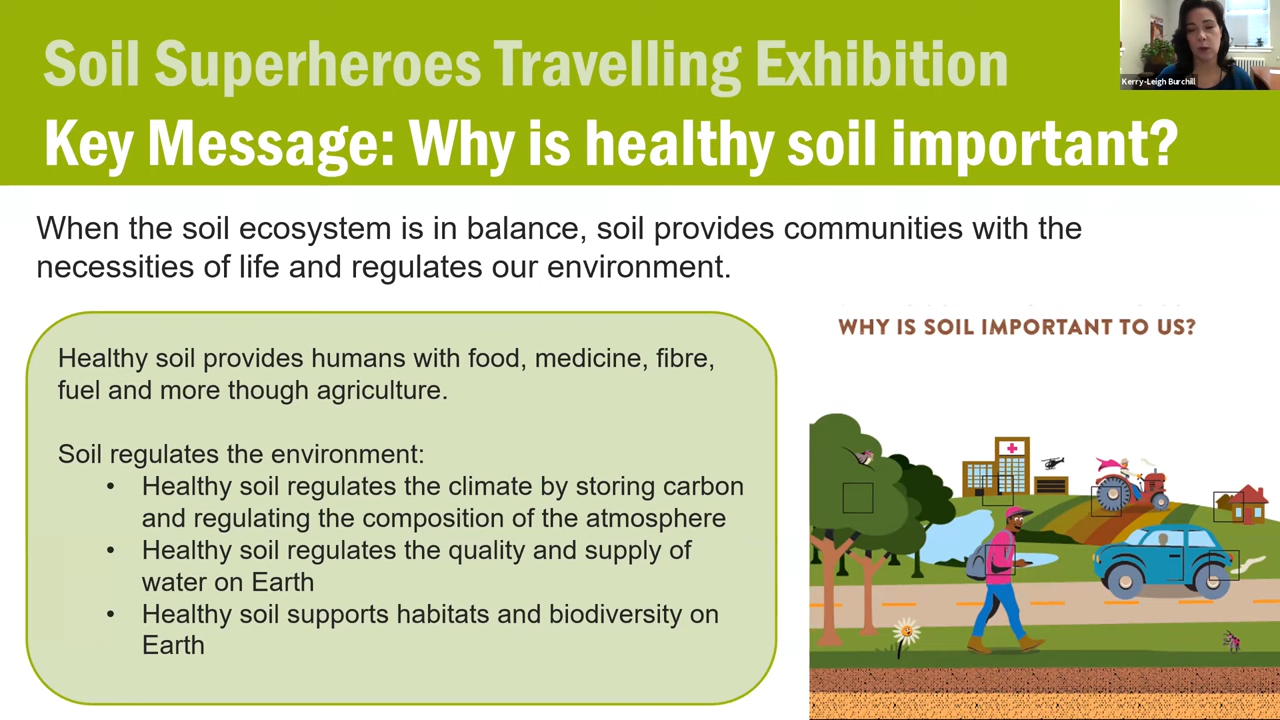 Soil Superheroes Travelling Exhibition
Key Message: Why is healthy soil important?
Kerry-Leigh Burchill
When the soil ecosystem is in balance, soil provides communities with the
necessities of life and regulates our environment.
WHY IS SOIL IMPORTANT TO US?
Healthy soil provides humans with food, medicine, fibre,
fuel and more though agriculture.
Soil regulates the environment:
• Healthy soil regulates the climate by storing carbon
and regulating the composition of the atmosphere
• Healthy soil regulates the quality and supply of
water on Earth
• Healthy soil supports habitats and biodiversity on
Earth